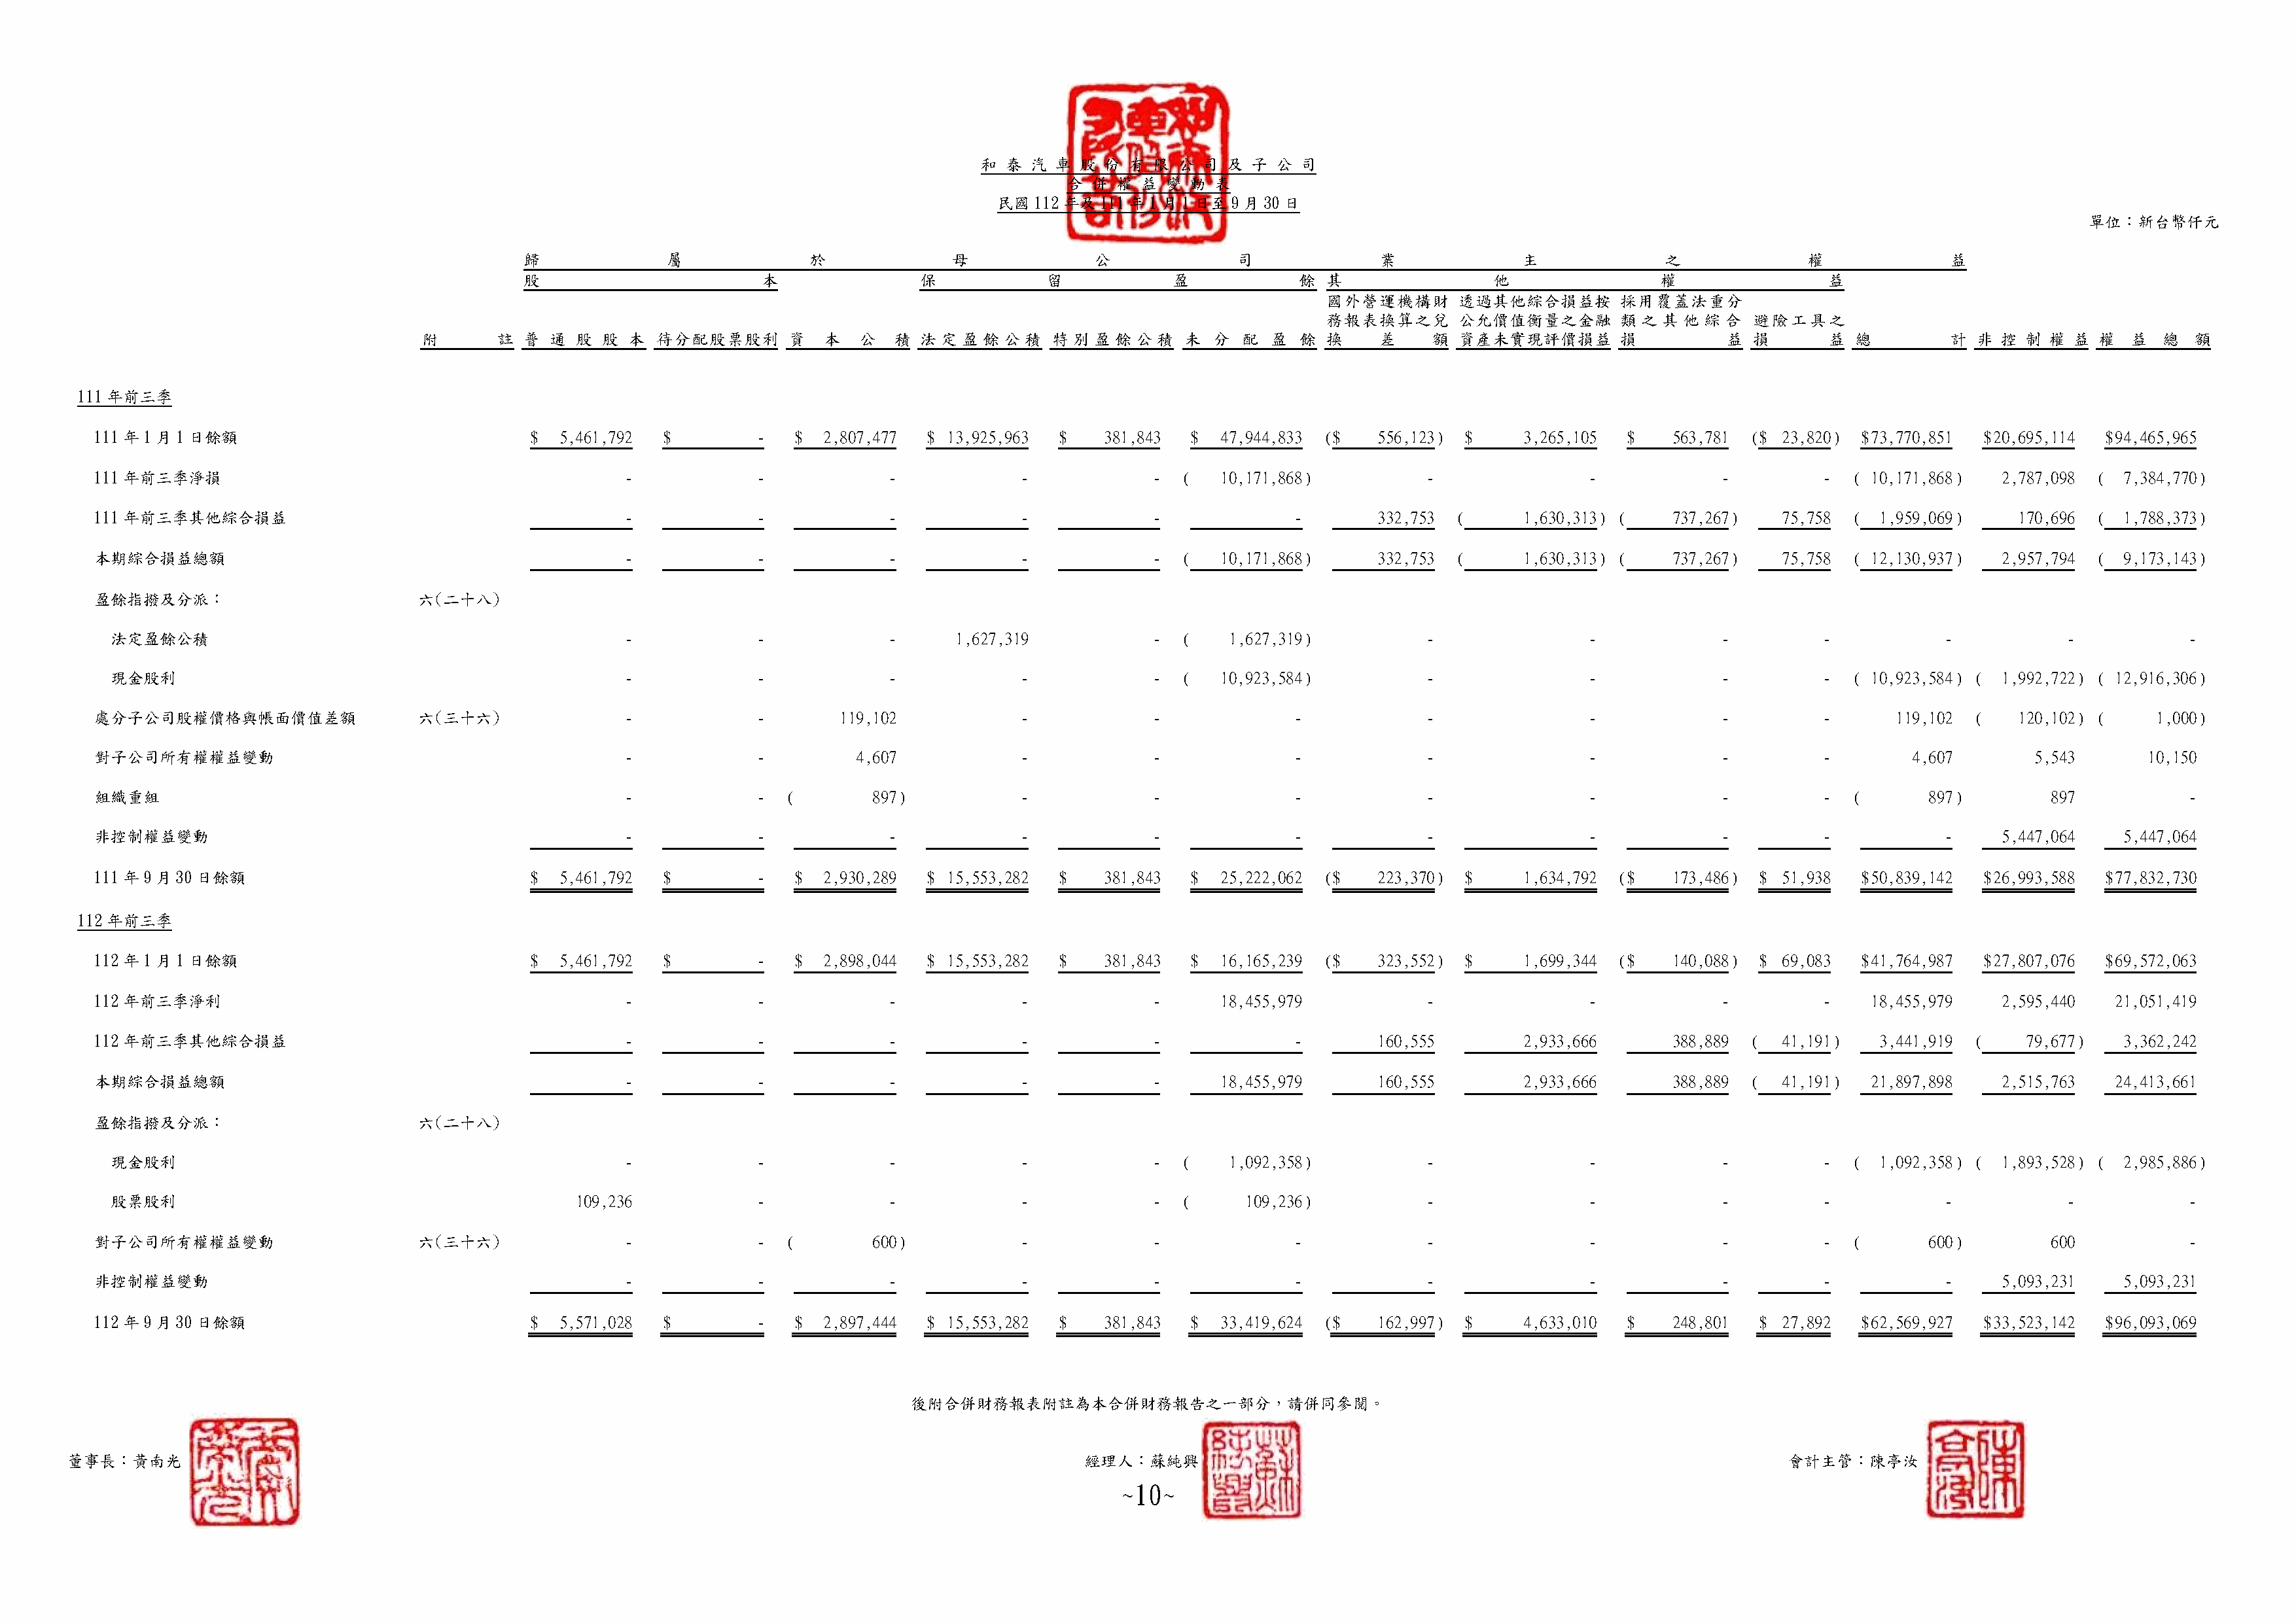 和泰汽車股份有限公司及子公司
合併權益變動表
民國112年及111年1月1日至9月30日
單位：新台幣仟元
歸屬於母公司業主之權益
股本 保留盈餘 其他權益
國外營運機構財 透過其他綜合損益按 採用覆蓋法重分
務報表換算之兌 公允價值衡量之金融 類之其他綜合 避險工具之
附註 普通股股本 待分配股票股利 資本公積 法定盈餘公積 特別盈餘公積 未分配盈餘 換差額 資產未實現評價損益 損益 損益 總計 非控制權益 權益總額
111年前三季
111年1月1日餘額 $ 5,461,792 $ - $ 2,807,477 $ 13,925,963 $ 381,843 $ 47,944,833 ($ 556,123) $ 3,265,105 $ 563,781 ($ 23,820) $73,770,851 $20,695,114 $94,465,965
111年前三季淨損 - - - - - ( 10,171,868) - - - - ( 10,171,868) 2,787,098 ( 7,384,770)
111年前三季其他綜合損益 - - - - - - 332,753 ( 1,630,313) ( 737,267) 75,758 ( 1,959,069) 170,696 ( 1,788,373)
本期綜合損益總額 - - - - - ( 10,171,868) 332,753 ( 1,630,313) ( 737,267) 75,758 ( 12,130,937) 2,957,794 ( 9,173,143)
盈餘指撥及分派： 六(二十八)
法定盈餘公積 - - - 1,627,319 - ( 1,627,319) - - - - - - -
現金股利 - - - - - ( 10,923,584) - - - - ( 10,923,584) ( 1,992,722) ( 12,916,306)
處分子公司股權價格與帳面價值差額 六(三十六) - - 119,102 - - - - - - - 119,102 ( 120,102) ( 1,000)
對子公司所有權權益變動 - - 4,607 - - - - - - - 4,607 5,543 10,150
組織重組 - - ( 897) - - - - - - - ( 897) 897 -
非控制權益變動 - - - - - - - - - - - 5,447,064 5,447,064
111年9月30日餘額 $ 5,461,792 $ - $ 2,930,289 $ 15,553,282 $ 381,843 $ 25,222,062 ($ 223,370) $ 1,634,792 ($ 173,486) $ 51,938 $50,839,142 $26,993,588 $77,832,730
112年前三季
112年1月1日餘額 $ 5,461,792 $ - $ 2,898,044 $ 15,553,282 $ 381,843 $ 16,165,239 ($ 323,552) $ 1,699,344 ($ 140,088) $ 69,083 $41,764,987 $27,807,076 $69,572,063
112年前三季淨利 - - - - - 18,455,979 - - - - 18,455,979 2,595,440 21,051,419
112年前三季其他綜合損益 - - - - - - 160,555 2,933,666 388,889 ( 41,191) 3,441,919 ( 79,677) 3,362,242
本期綜合損益總額 - - - - - 18,455,979 160,555 2,933,666 388,889 ( 41,191) 21,897,898 2,515,763 24,413,661
盈餘指撥及分派： 六(二十八)
現金股利 - - - - - ( 1,092,358) - - - - ( 1,092,358) ( 1,893,528) ( 2,985,886)
股票股利 109,236 - - - - ( 109,236) - - - - - - -
對子公司所有權權益變動 六(三十六) - - ( 600) - - - - - - - ( 600) 600 -
非控制權益變動 - - - - - - - - - - - 5,093,231 5,093,231
112年9月30日餘額 $ 5,571,028 $ - $ 2,897,444 $ 15,553,282 $ 381,843 $ 33,419,624 ($ 162,997) $ 4,633,010 $ 248,801 $ 27,892 $62,569,927 $33,523,142 $96,093,069
後附合併財務報表附註為本合併財務報告之一部分，請併同參閱。
董事長：黃南光 經理人：蘇純興 會計主管：陳亭汝
~10~